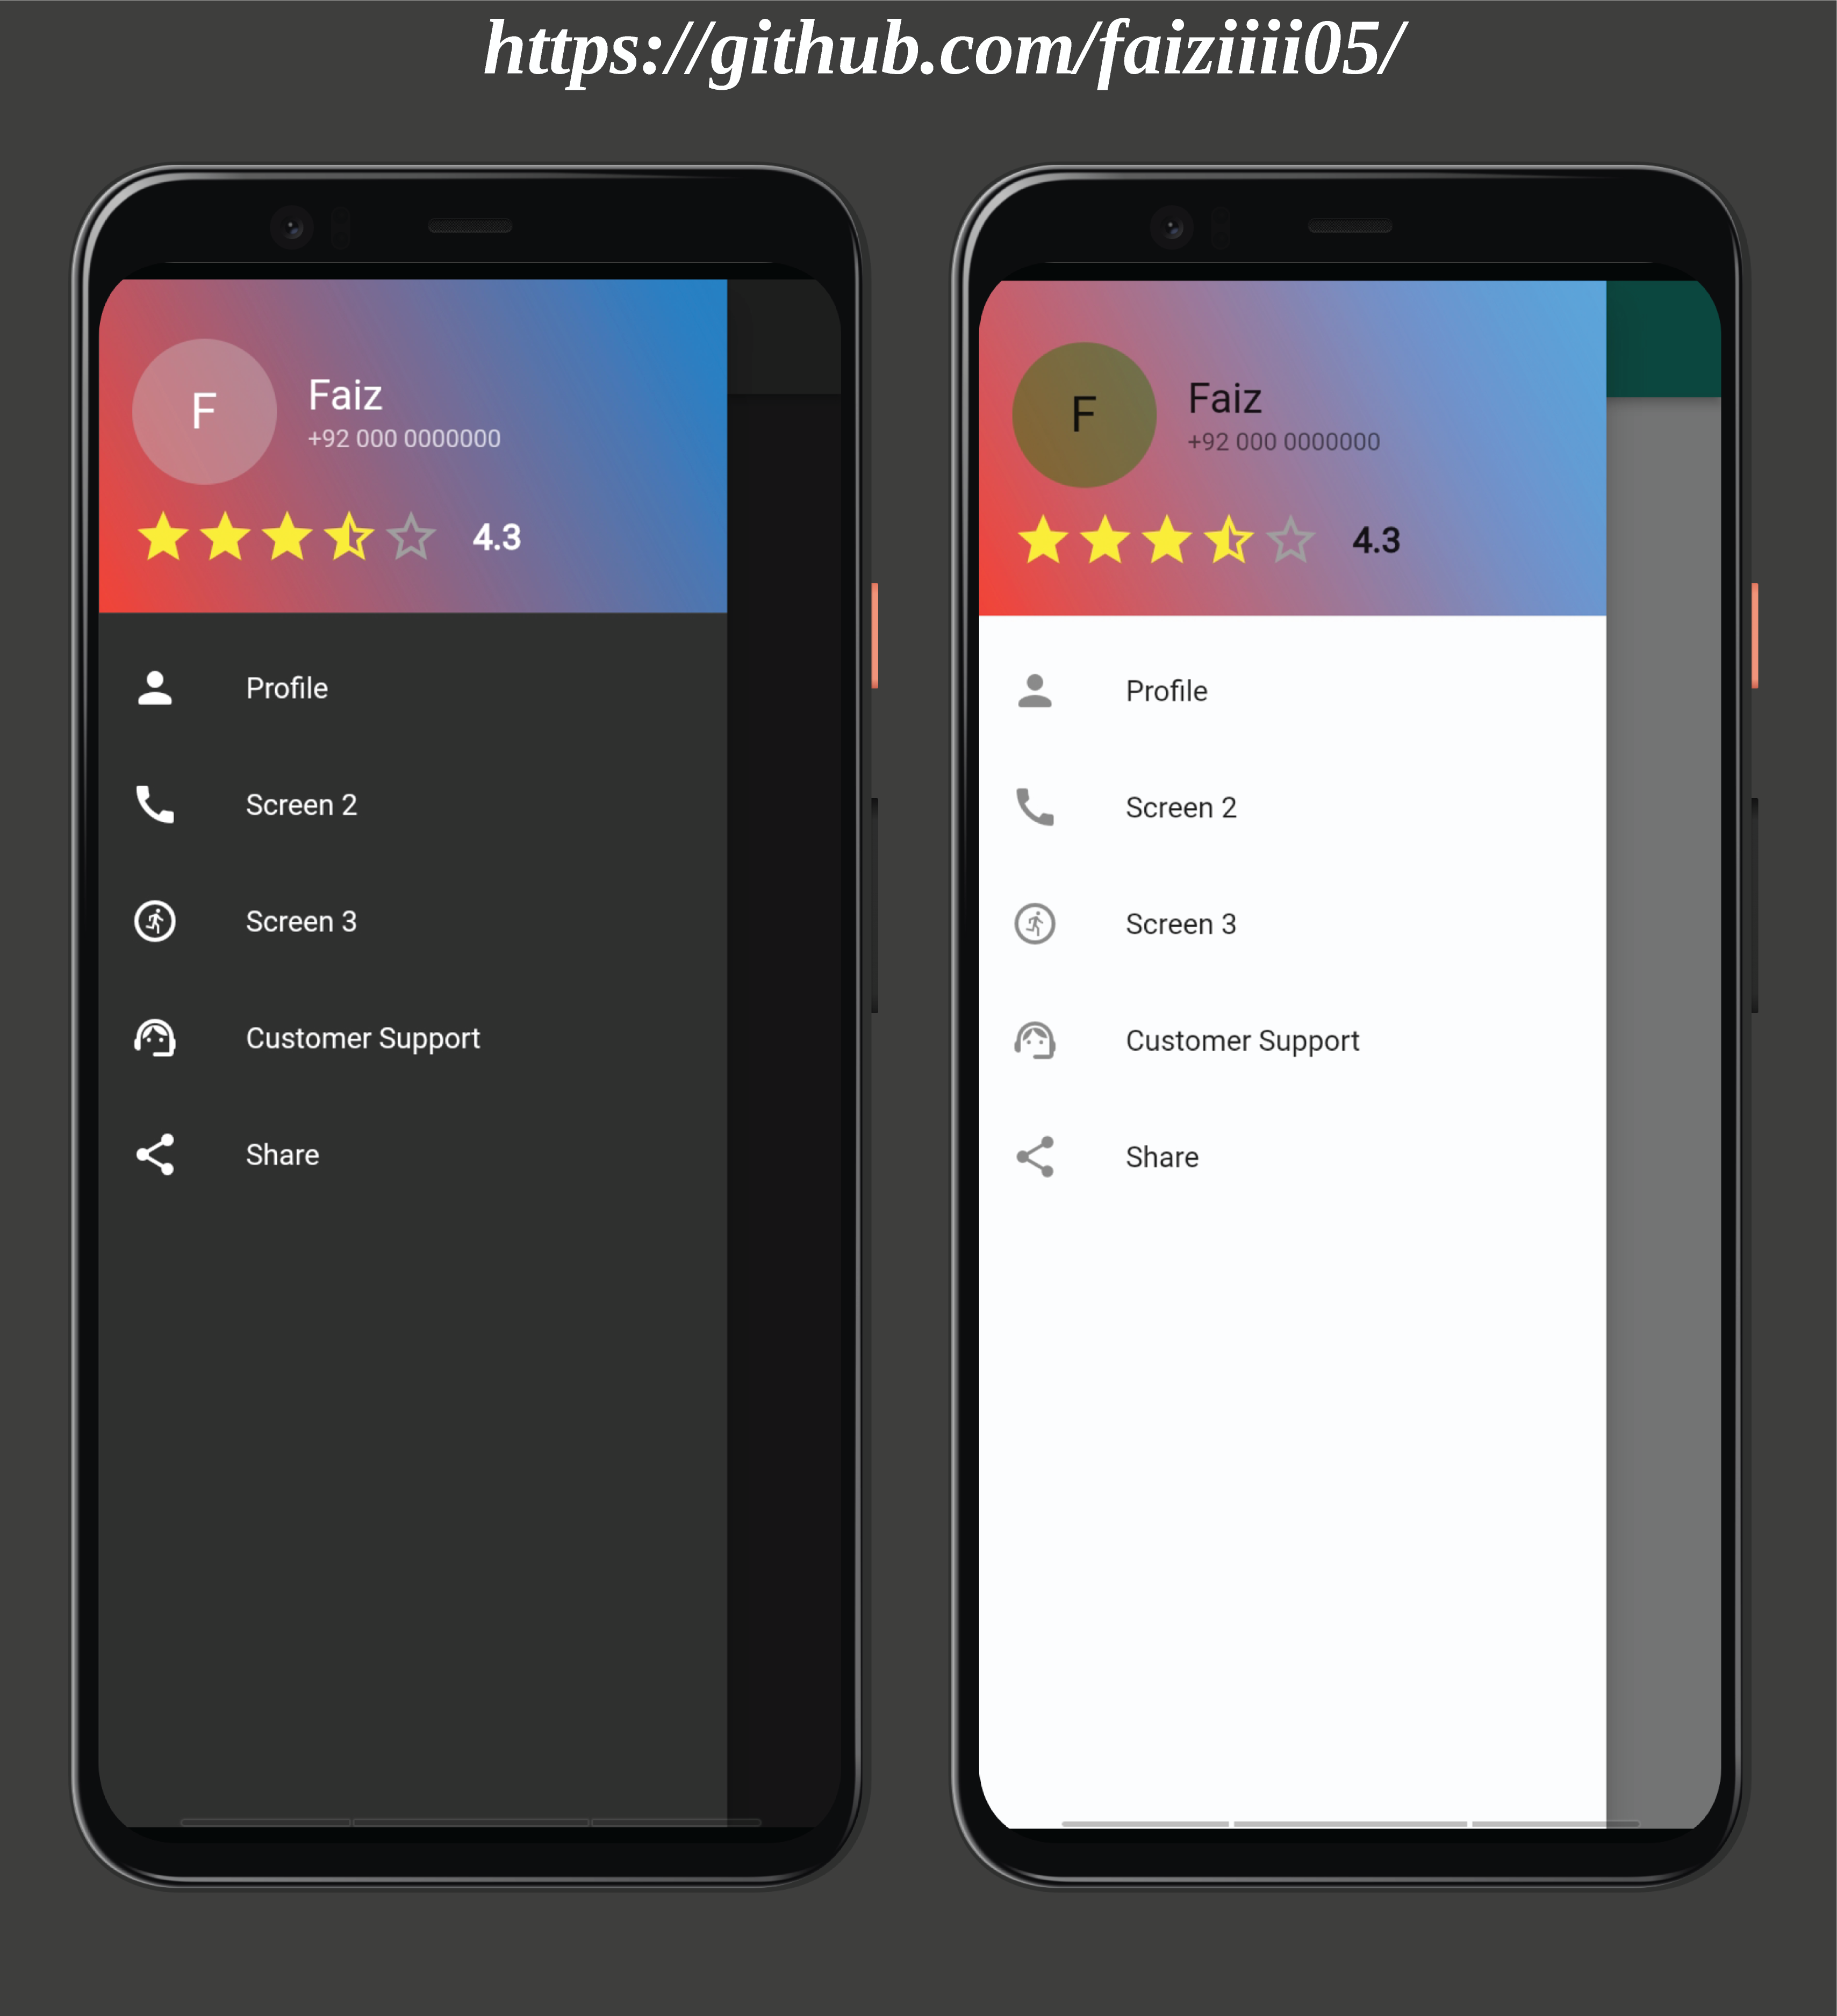 https://github.com/faiziiii05/
F
Faiz
+92 000 0000000
4.3
Profile
Screen 2
Screen 3
Customer Support
Share
F
Faiz
+92 000 0000000
4.3
Profile
Screen 2
Screen 3
Customer Support
Share